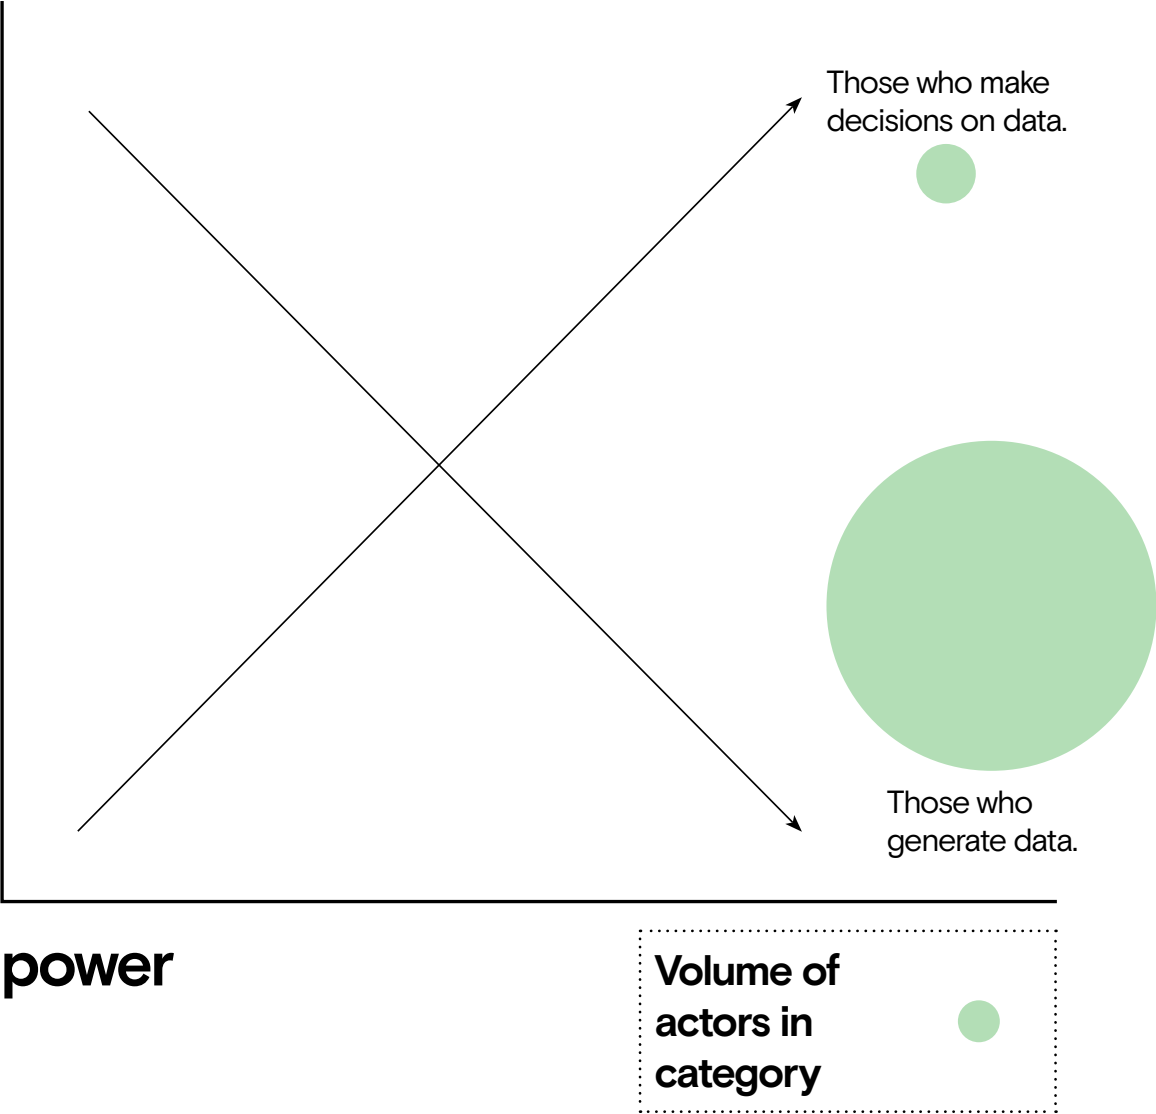 Those who make
decisions on data.
Those who
generate data.
power
Volume of
actors in
category